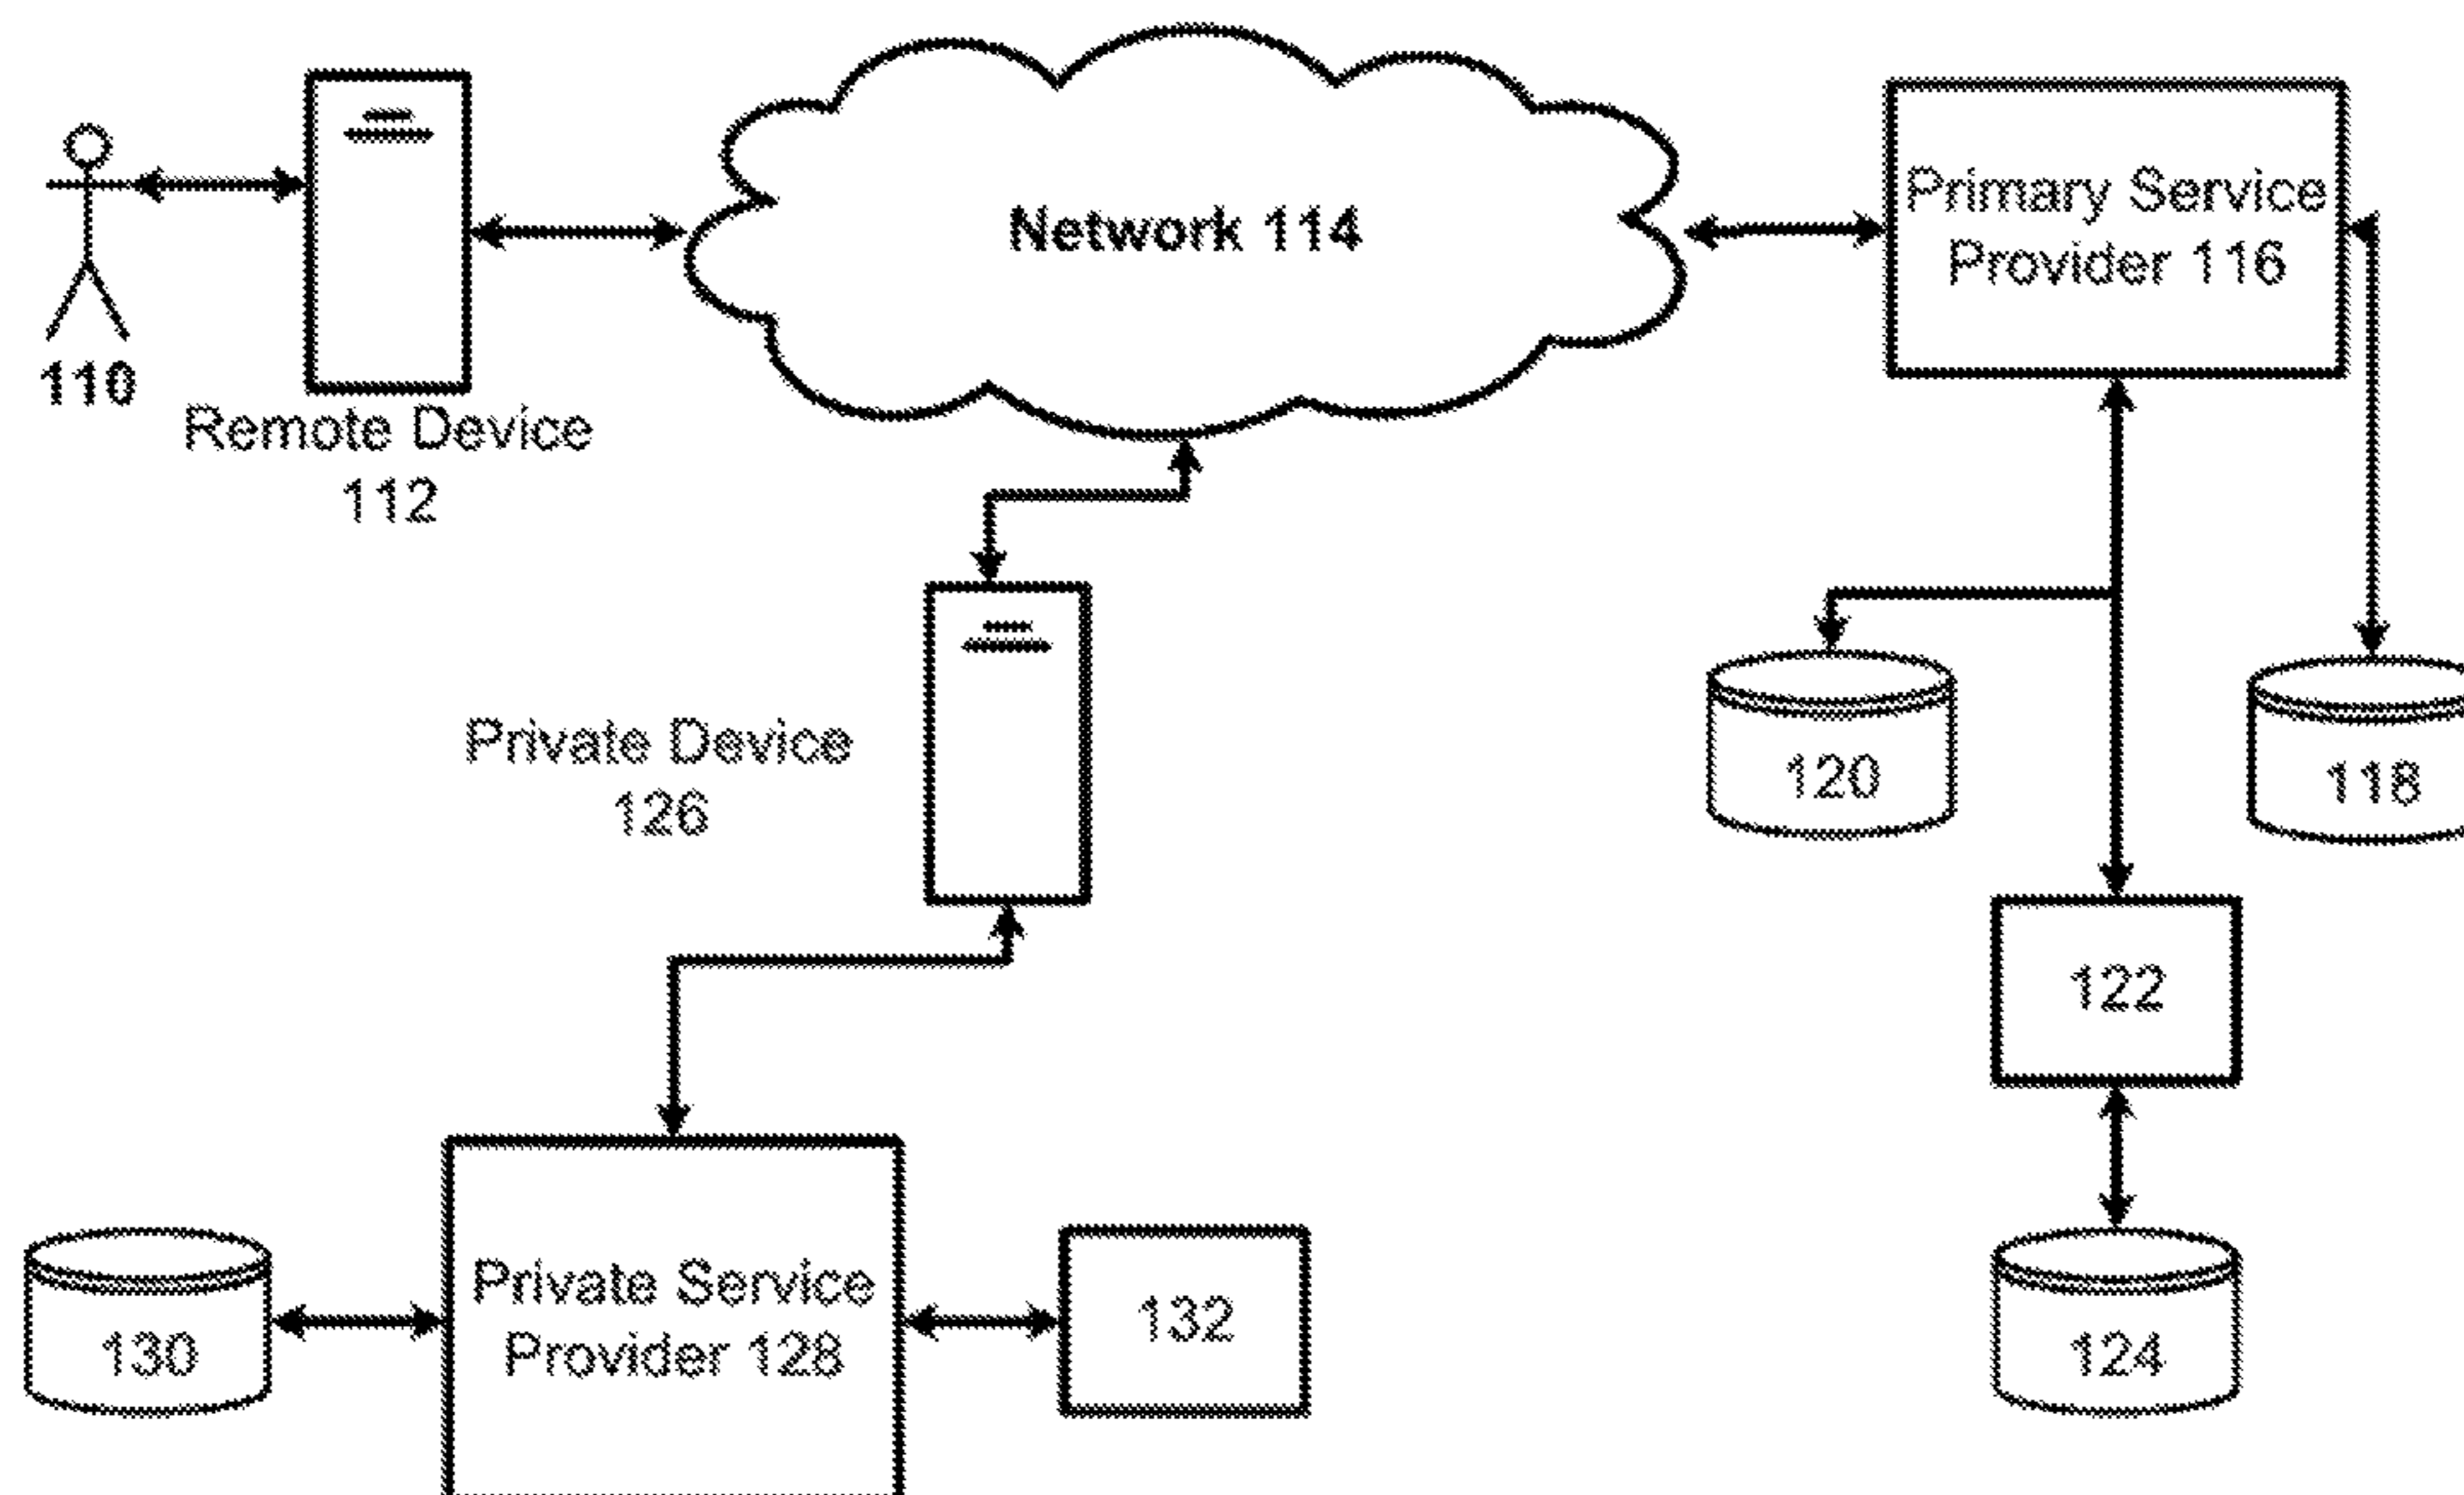 110
Remote Device
112
Network 114
Primary Service
Provider 116
Private Device
126
120
118
122
124
130
Private Service
Provider 128
132